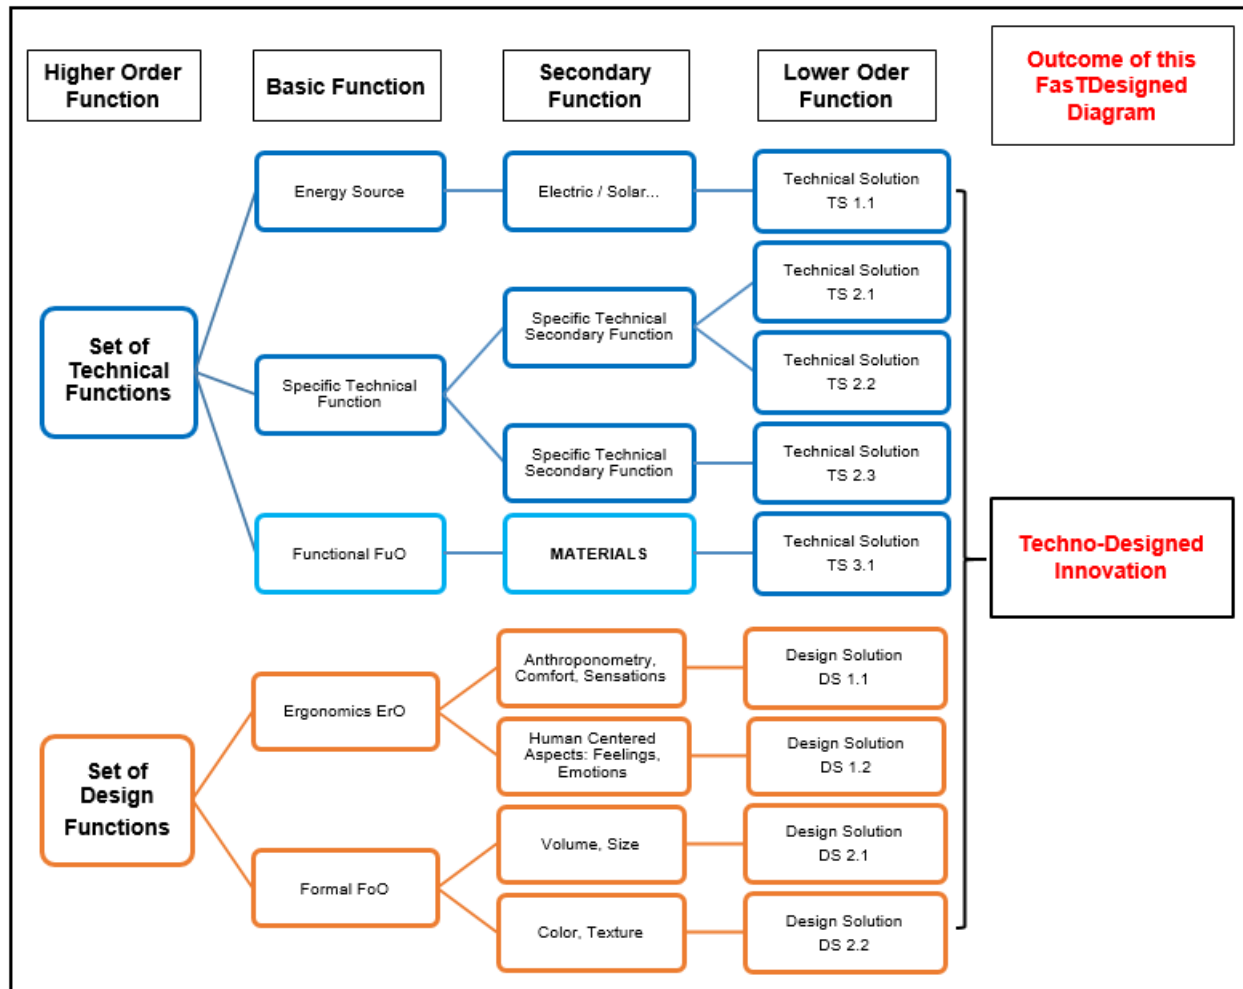 Higher Order
Function
Basic Function
Secondary
Function
Lower Oder
Function
Outcome of this
FasTDesigned
Diagram
Set of
Technical
Functions
Energy Source
Electric / Solar...
Technical Solution
TS 1.1
Specific Technical
Function
Specific Technical
Secondary Function
Technical Solution
TS 2.1
Technical Solution
TS 2.2
Specific Technical
Secondary Function
Technical Solution
TS 2.3
Functional FuO
MATERIALS
Technical Solution
TS 3.1
Techno-Designed
Innovation
Set of
Design
Functions
Ergonomics ErO
Anthroponometry,
Comfort, Sensations
Design Solution
DS 1.1
Human Centered
Aspects: Feelings,
Emotions
Design Solution
DS 1.2
Formal FoO
Volume, Size
Design Solution
DS 2.1
Color, Texture
Design Solution
DS 2.2